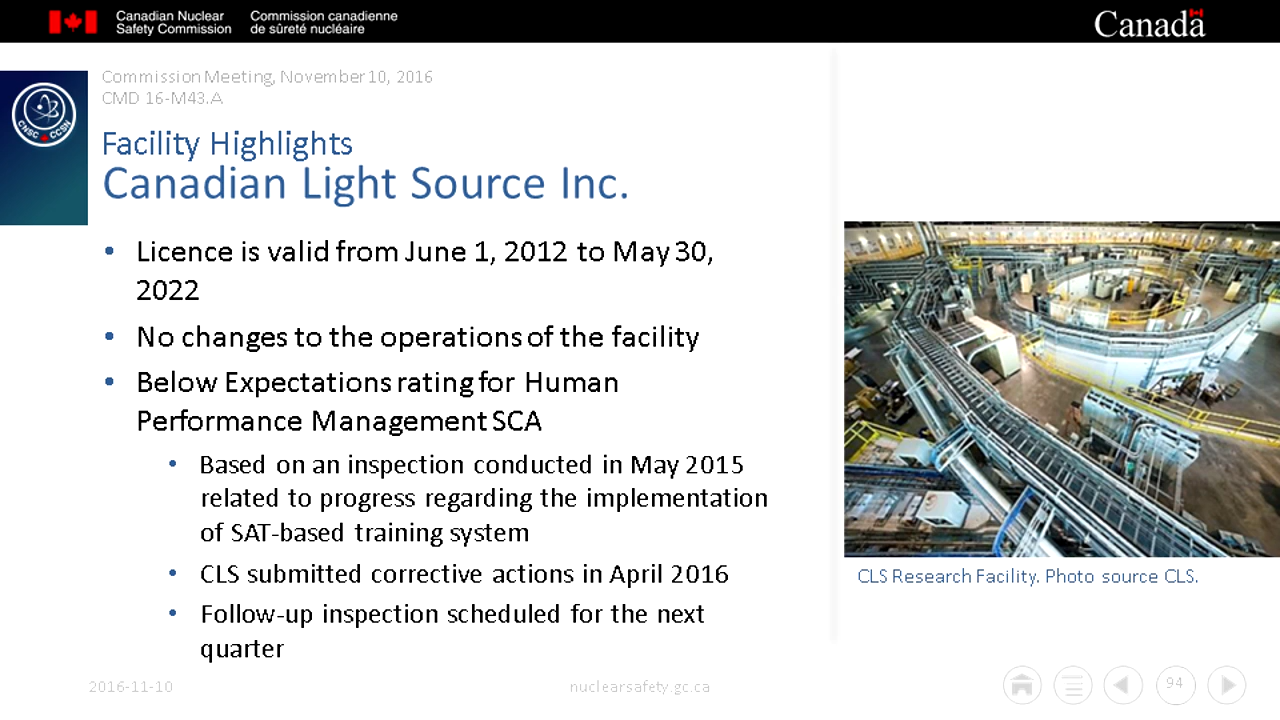 Canadian Nuclear
Safety Commission
Commission canadienne
de sûreté nucléaire
Canada
Commission Meeting, November 10, 2016
CMD 16-M43.A
CNSC CCSN
Facility Highlights
Canadian Light Source Inc.
• Licence is valid from June 1, 2012 to May 30,
2022
• No changes to the operations of the facility
• Below Expectations rating for Human
Performance Management SCA
• Based on an inspection conducted in May 2015
related to progress regarding the implementation
of SAT-based training system
• CLS submitted corrective actions in April 2016
• Follow-up inspection scheduled for the next
quarter
CLS Research Facility. Photo source CLS.
2016-11-10
nuclearsafety.gc.ca
94